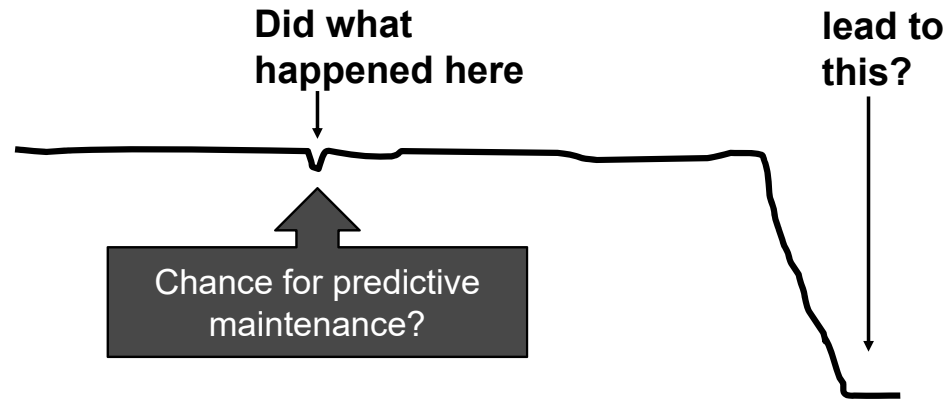 Did what
happened here
lead to
this?
Chance for predictive
maintenance?